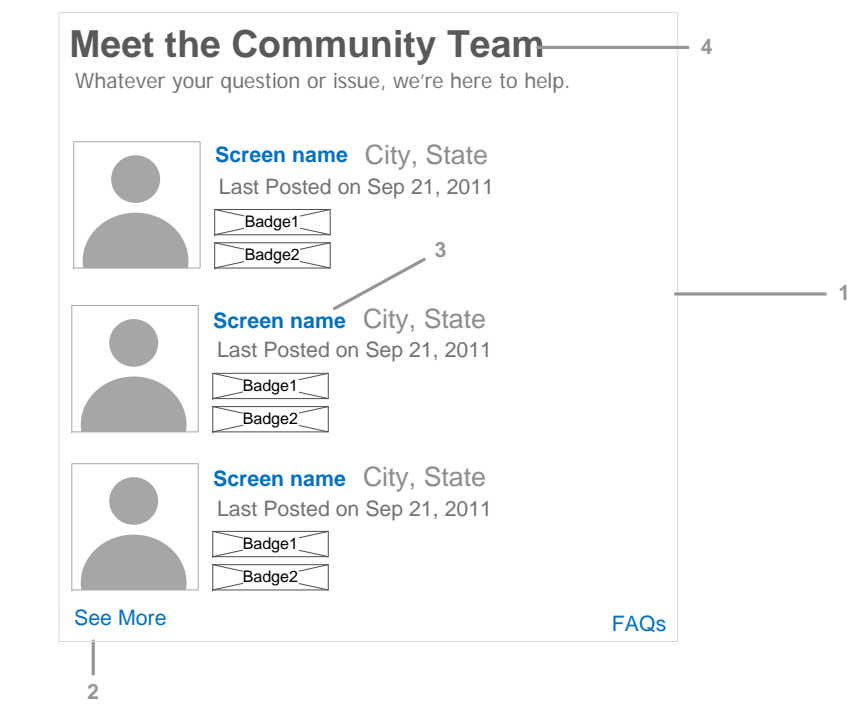 Meet the Community Team 4
Whatever your question or issue, we're here to help.
Screen name City, State
Last Posted on Sep 21, 2011
Badge1
Badge2
3
1
Screen name City, State
Last Posted on Sep 21, 2011
Badge1
Badge2
Screen name City, State
Last Posted on Sep 21, 2011
Badge1
Badge2
See More
FAQs
2